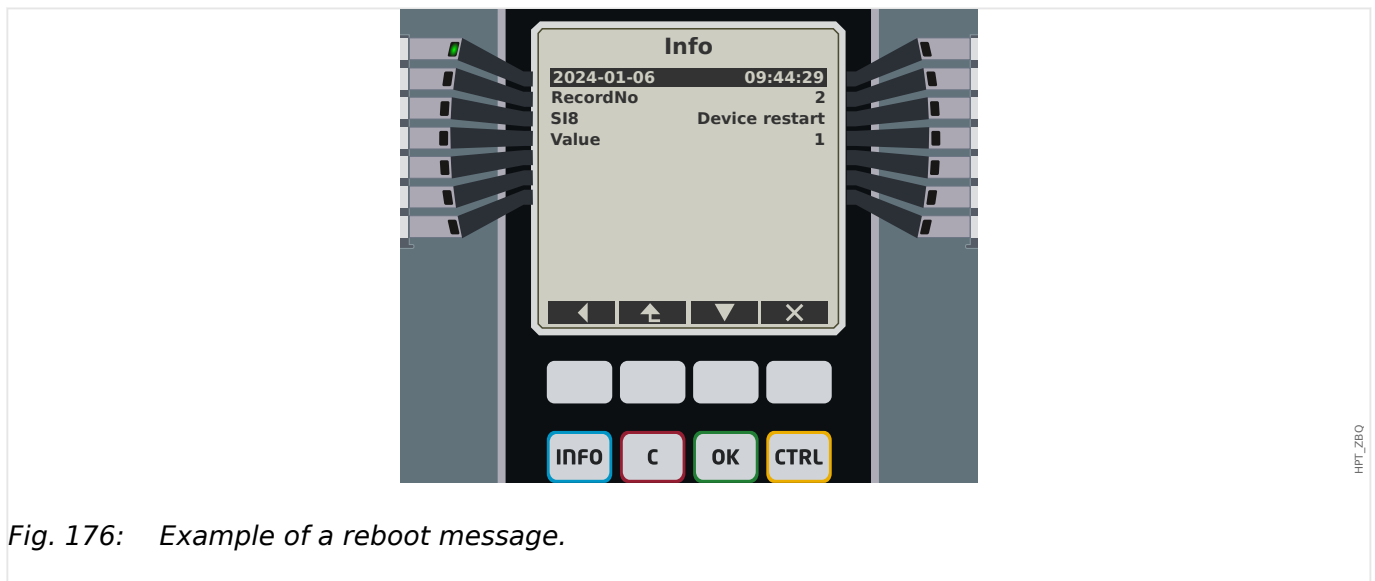 Info
2024-01-06 09:44:29
RecordNo 2
SI8 Device restart
Value 1
INFO C OK CTRL
HPT_ZBQ
Fig. 176: Example of a reboot message.